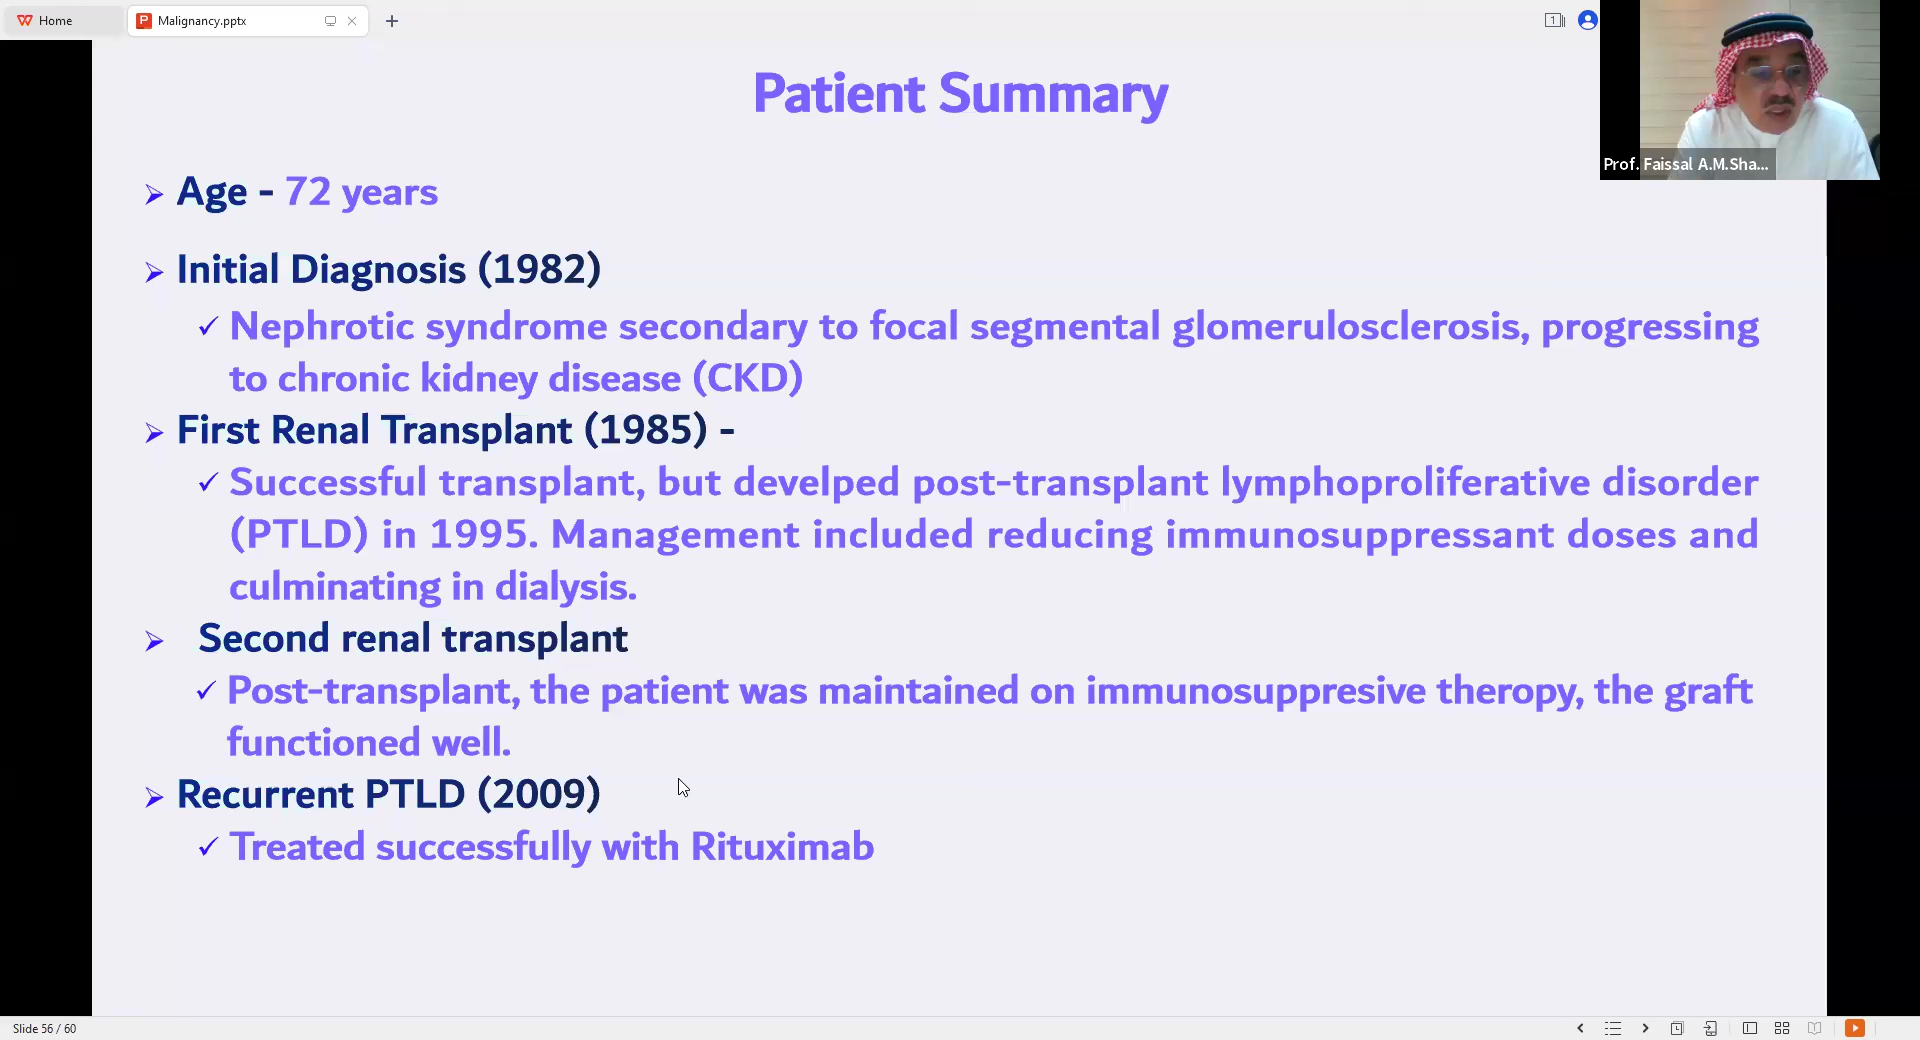 Home
Malignancy.pptx
1
Prof. Faissal A.M.Sha...
Patient Summary
Age - 72 years
Initial Diagnosis (1982)
Nephrotic syndrome secondary to focal segmental glomerulosclerosis, progressing
to chronic kidney disease (CKD)
First Renal Transplant (1985) -
Successful transplant, but develped post-transplant lymphoproliferative disorder
(PTLD) in 1995. Management included reducing immunosuppressant doses and
culminating in dialysis.
Second renal transplant
Post-transplant, the patient was maintained on immunosuppresive theropy, the graft
functioned well.
Recurrent PTLD (2009)
Treated successfully with Rituximab
Slide 56 / 60